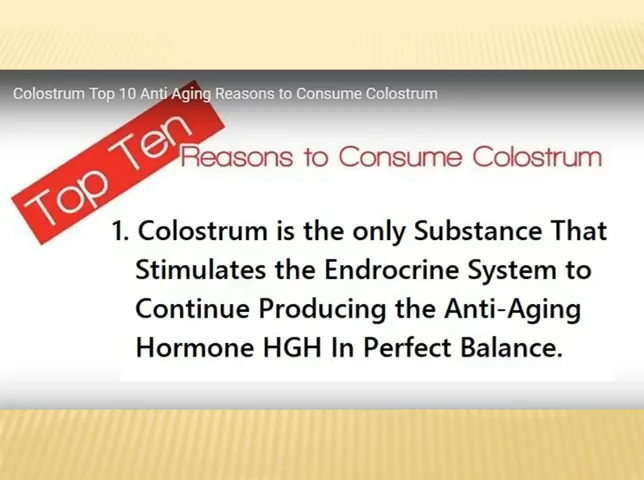 Colostrum Top 10 Anti Aging Reasons to Consume Colostrum
Top Ten
Reasons to Consume Colostrum
1. Colostrum is the only Substance That
Stimulates the Endrocrine System to
Continue Producing the Anti-Aging
Hormone HGH In Perfect Balance.